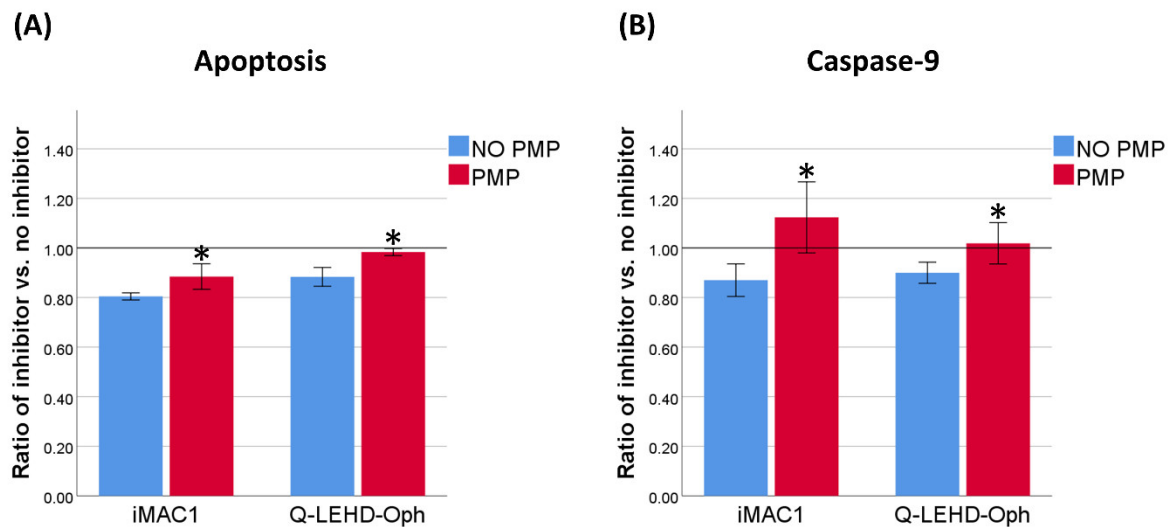 (A)
Apoptosis
Ratio of inhibitor vs. no inhibitor
1.40
1.20
1.00
0.80
0.60
0.40
0.20
0.00
*
*
iMAC1
Q-LEHD-Oph
NO PMP
PMP
(B)
Caspase-9
Ratio of inhibitor vs. no inhibitor
1.40
1.20
1.00
0.80
0.60
0.40
0.20
0.00
*
*
iMAC1
Q-LEHD-Oph
NO PMP
PMP